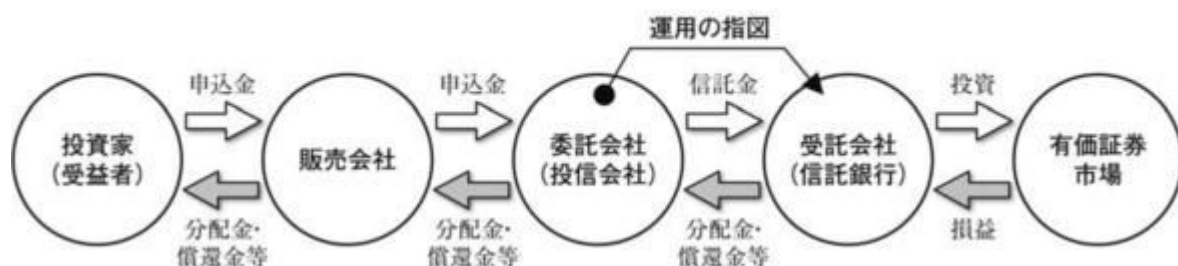 運用の指図
申込金
申込金
信託金
投資
投資家
(受益者)
販売会社
委託会社
(投信会社)
受託会社
(信託銀行)
有価証券
市場
分配金・
償還金等
分配金・
償還金等
分配金・
償還金等
損益